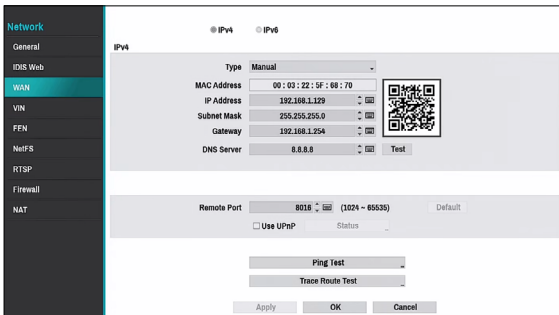 Network
General
IDIS Web
WAN
VIN
FEN
NetFS
RTSP
Firewall
NAT
IPv4 IPv6
IPv4
Type Manual
MAC Address 00 : 03 : 22 : 5F : 68 : 70
IP Address 192.168.1.129
Subnet Mask 255.255.255.0
Gateway 192.168.1.254
DNS Server 8.8.8.8 Test
Remote Port 8016 (1024 ~ 65535) Default
Use UPnP Status
Ping Test
Trace Route Test
Apply OK Cancel